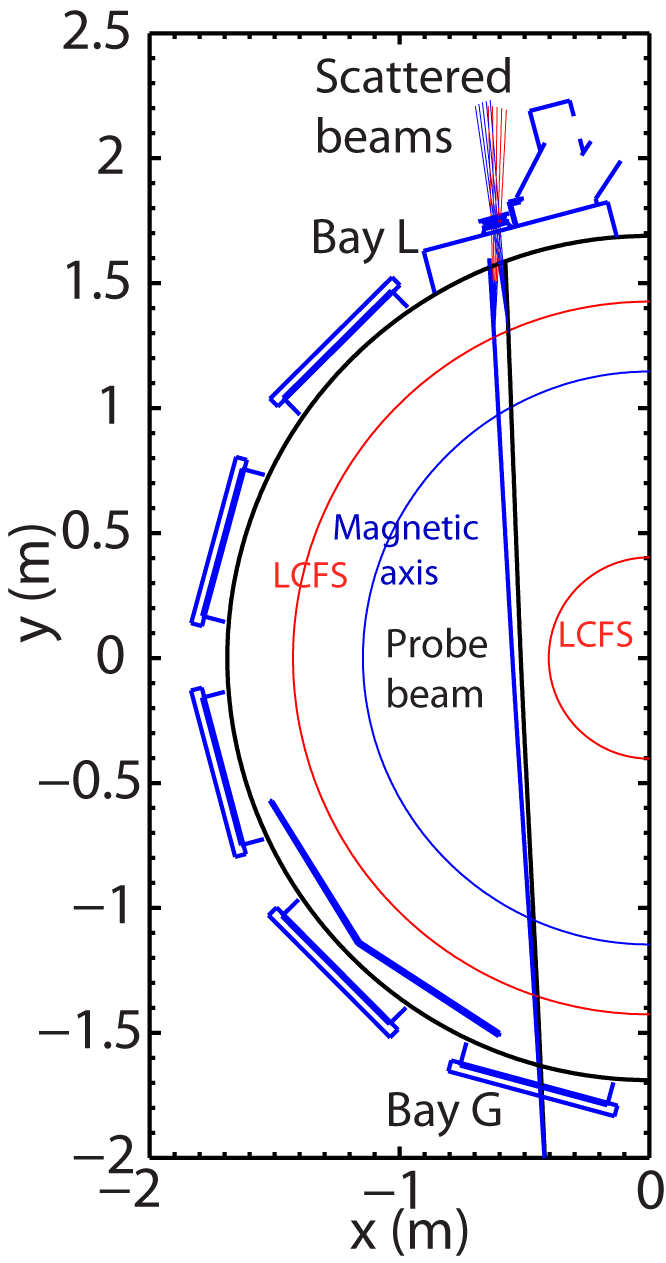 2.5
Scattered
beams
2
Bay L
1.5
1
Magnetic
axis
0.5
LCFS
LCFS
Probe
beam
0
−0.5
−1
−1.5
Bay G
−2
−2
−1
0
x (m)
y (m)